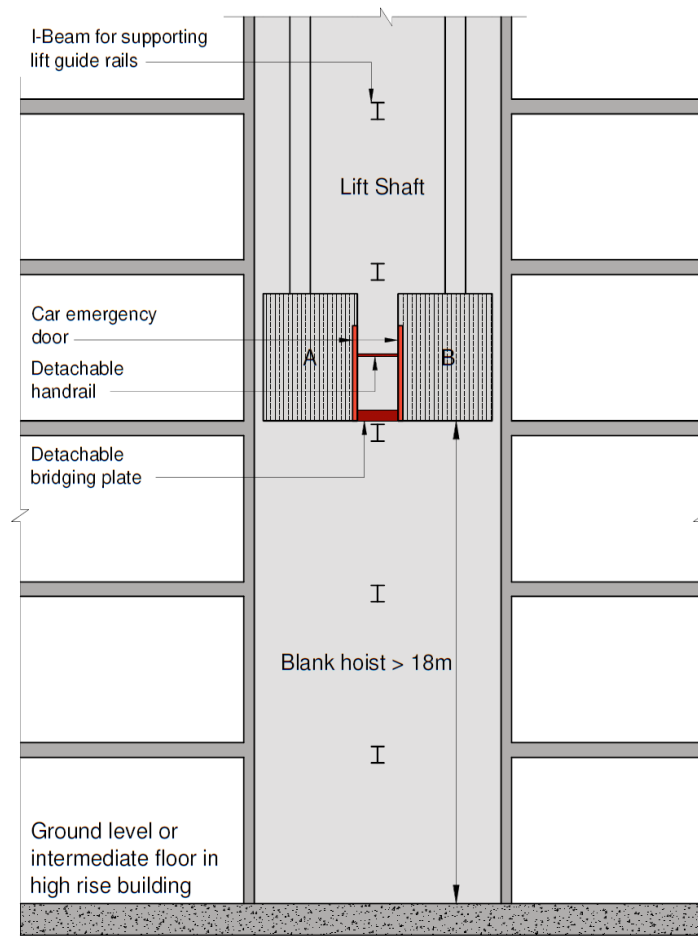 I-Beam for supporting
lift guide rails
Lift Shaft
Car emergency
door
A
B
Detachable
handrail
Detachable
bridging plate
Blank hoist > 18m
Ground level or
intermediate floor in
high rise building